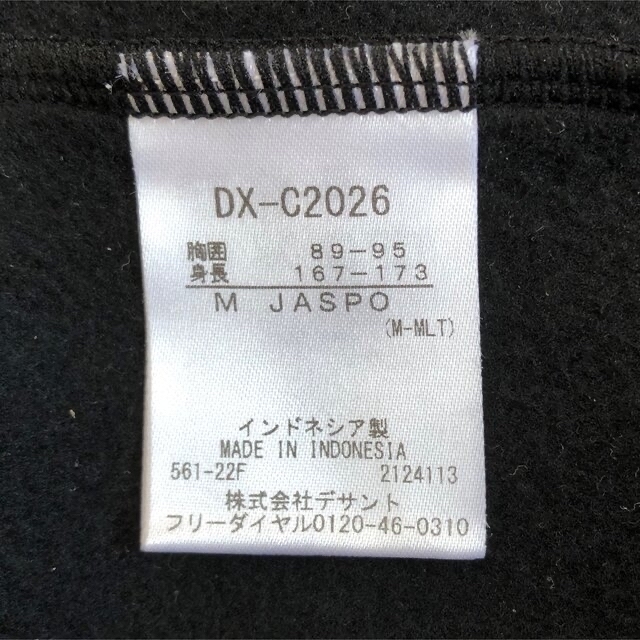 DX-C2026
胸囲 89-95
身長 167-173
M JASPO
(M-MLT)
インドネシア製
MADE IN INDONESIA
561-22F 2124113
株式会社デサント
フリーダイヤル0120-46-0310